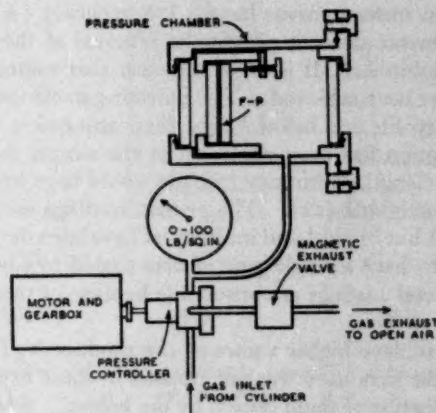 PRESSURE CHAMBER
F-P
0-100
LB/SQ.IN.
MAGNETIC
EXHAUST
VALVE
MOTOR AND
GEARBOX
PRESSURE
CONTROLLER
GAS EXHAUST
TO OPEN AIR
GAS INLET
FROM CYLINDER